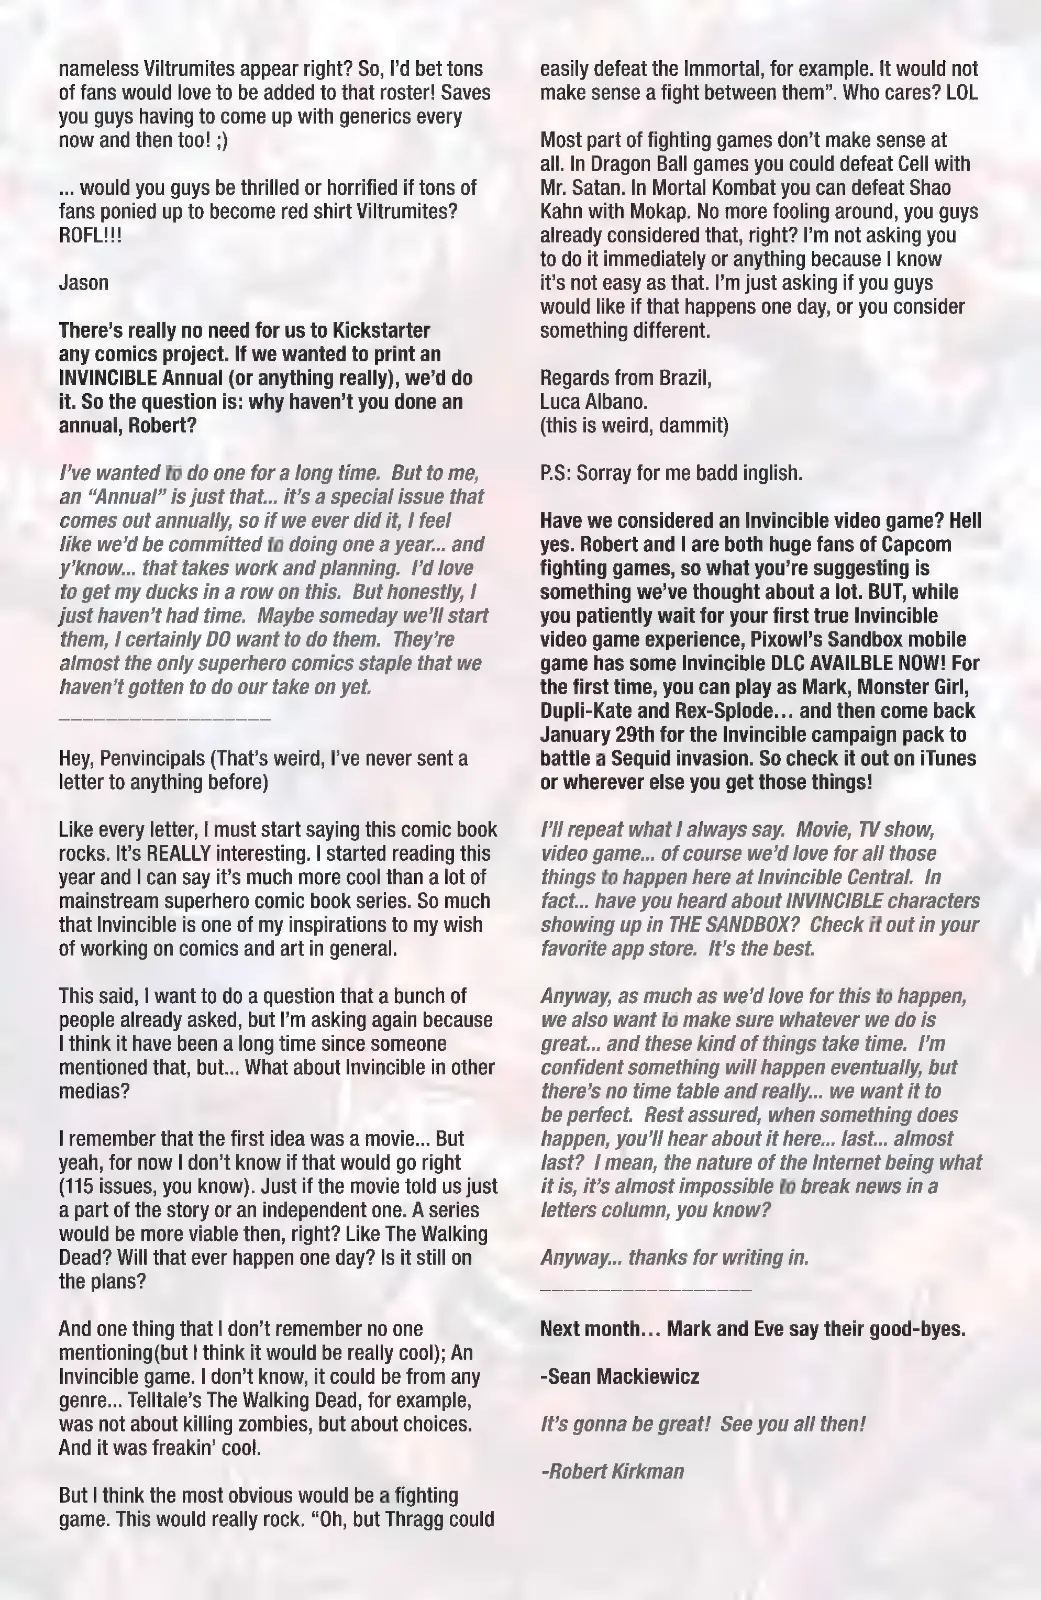 nameless Viltrumites appear right? So, I'd bet tons
of fans would love to be added to that roster! Saves
you guys having to come up with generics every
now and then too! ;)
... would you guys be thrilled or horrified if tons of
fans ponied up to become red shirt Viltrumites?
ROFL!!!
Jason
There's really no need for us to Kickstarter
any comics project. If we wanted to print an
INVINCIBLE Annual (or anything really), we'd do
it. So the question is: why haven't you done an
annual, Robert?
I've wanted to do one for a long time.  But to me,
an "Annual" is just that... it's a special issue that
comes out annually, so if we ever did it, I feel
like we'd be committed to doing one a year... and
y'know... that takes work and planning.  I'd love
to get my ducks in a row on this.  But honestly, I
just haven't had time.  Maybe someday we'll start
them, I certainly DO want to do them.  They're
almost the only superhero comics staple that we
haven't gotten to do our take on yet.
__________________
Hey, Penvincipals (That's weird, I've never sent a
letter to anything before)
Like every letter, I must start saying this comic book
rocks. It's REALLY interesting. I started reading this
year and I can say it's much more cool than a lot of
mainstream superhero comic book series. So much
that Invincible is one of my inspirations to my wish
of working on comics and art in general.
This said, I want to do a question that a bunch of
people already asked, but I'm asking again because
I think it have been a long time since someone
mentioned that, but... What about Invincible in other
medias?
I remember that the first idea was a movie... But
yeah, for now I don't know if that would go right
(115 issues, you know). Just if the movie told us just
a part of the story or an independent one. A series
would be more viable then, right? Like The Walking
Dead? Will that ever happen one day? Is it still on
the plans?
And one thing that I don't remember no one
mentioning(but I think it would be really cool); An
Invincible game. I don't know, it could be from any
genre... Telltale's The Walking Dead, for example,
was not about killing zombies, but about choices.
And it was freakin' cool.
But I think the most obvious would be a fighting
game. This would really rock. "Oh, but Thragg could
easily defeat the Immortal, for example. It would not
make sense a fight between them". Who cares? LOL
Most part of fighting games don't make sense at
all. In Dragon Ball games you could defeat Cell with
Mr. Satan. In Mortal Kombat you can defeat Shao
Kahn with Mokap. No more fooling around, you guys
already considered that, right? I'm not asking you
to do it immediately or anything because I know
it's not easy as that. I'm just asking if you guys
would like if that happens one day, or you consider
something different.
Regards from Brazil,
Luca Albano.
(this is weird, dammit)
P.S: Sorray for me badd inglish.
Have we considered an Invincible video game? Hell
yes. Robert and I are both huge fans of Capcom
fighting games, so what you're suggesting is
something we've thought about a lot. BUT, while
you patiently wait for your first true Invincible
video game experience, Pixowl's Sandbox mobile
game has some Invincible DLC AVAILBLE NOW! For
the first time, you can play as Mark, Monster Girl,
Dupli-Kate and Rex-Splode… and then come back
January 29th for the Invincible campaign pack to
battle a Sequid invasion. So check it out on iTunes
or wherever else you get those things!
I'll repeat what I always say.  Movie, TV show,
video game... of course we'd love for all those
things to happen here at Invincible Central.  In
fact... have you heard about INVINCIBLE characters
showing up in THE SANDBOX?  Check it out in your
favorite app store.  It's the best.
Anyway, as much as we'd love for this to happen,
we also want to make sure whatever we do is
great... and these kind of things take time.  I'm
confident something will happen eventually, but
there's no time table and really... we want it to
be perfect.  Rest assured, when something does
happen, you'll hear about it here... last... almost
last?  I mean, the nature of the Internet being what
it is, it's almost impossible to break news in a
letters column, you know?
Anyway... thanks for writing in.
__________________
Next month… Mark and Eve say their good-byes.
-Sean Mackiewicz
It's gonna be great!  See you all then!
-Robert Kirkman